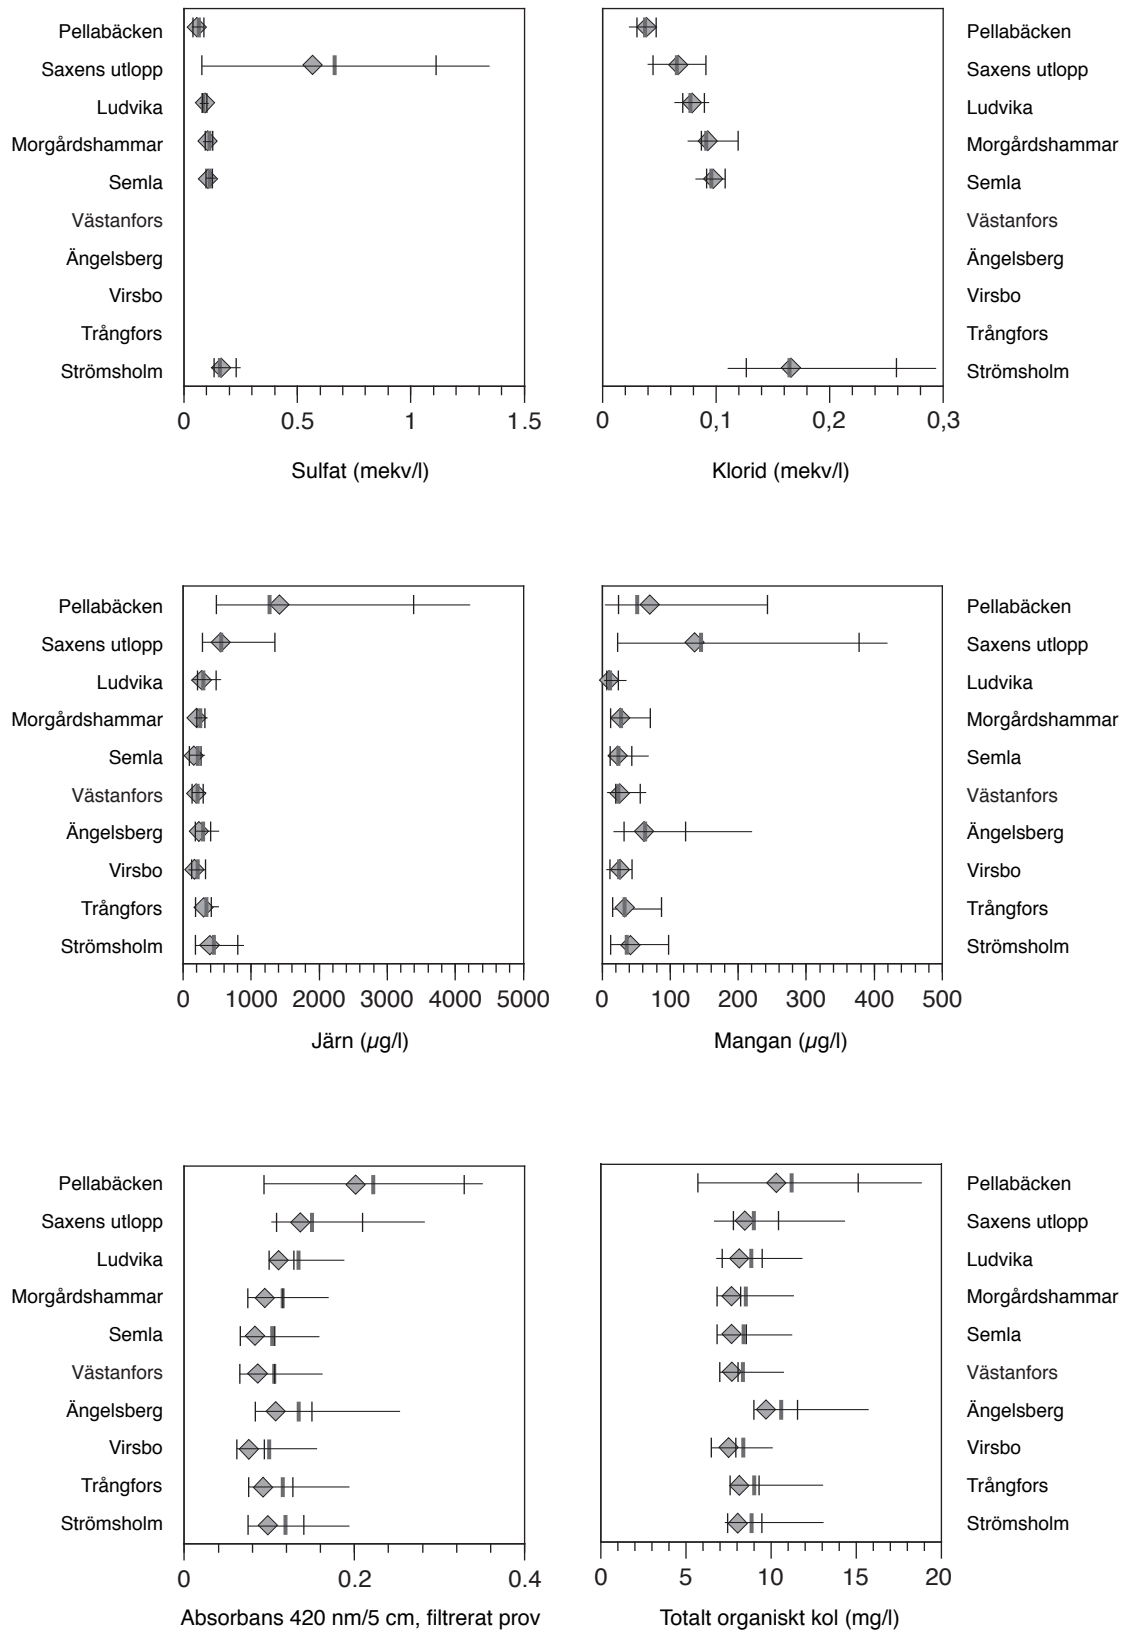 Pellabäcken
Saxens utlopp
Ludvika
Morgårdshammar
Semla
Västanfors
Ängelsberg
Virsbo
Trångfors
Strömsholm
0 0.5 1 1.5
Sulfat (mekv/l)
Pellabäcken
Saxens utlopp
Ludvika
Morgårdshammar
Semla
Västanfors
Ängelsberg
Virsbo
Trångfors
Strömsholm
0 0,1 0,2 0,3
Klorid (mekv/l)
Pellabäcken
Saxens utlopp
Ludvika
Morgårdshammar
Semla
Västanfors
Ängelsberg
Virsbo
Trångfors
Strömsholm
0 1000 2000 3000 4000 5000
Järn (µg/l)
Pellabäcken
Saxens utlopp
Ludvika
Morgårdshammar
Semla
Västanfors
Ängelsberg
Virsbo
Trångfors
Strömsholm
0 100 200 300 400 500
Mangan (µg/l)
Pellabäcken
Saxens utlopp
Ludvika
Morgårdshammar
Semla
Västanfors
Ängelsberg
Virsbo
Trångfors
Strömsholm
0 0.2 0.4
Absorbans 420 nm/5 cm, filtrerat prov
Pellabäcken
Saxens utlopp
Ludvika
Morgårdshammar
Semla
Västanfors
Ängelsberg
Virsbo
Trångfors
Strömsholm
0 5 10 15 20
Totalt organiskt kol (mg/l)